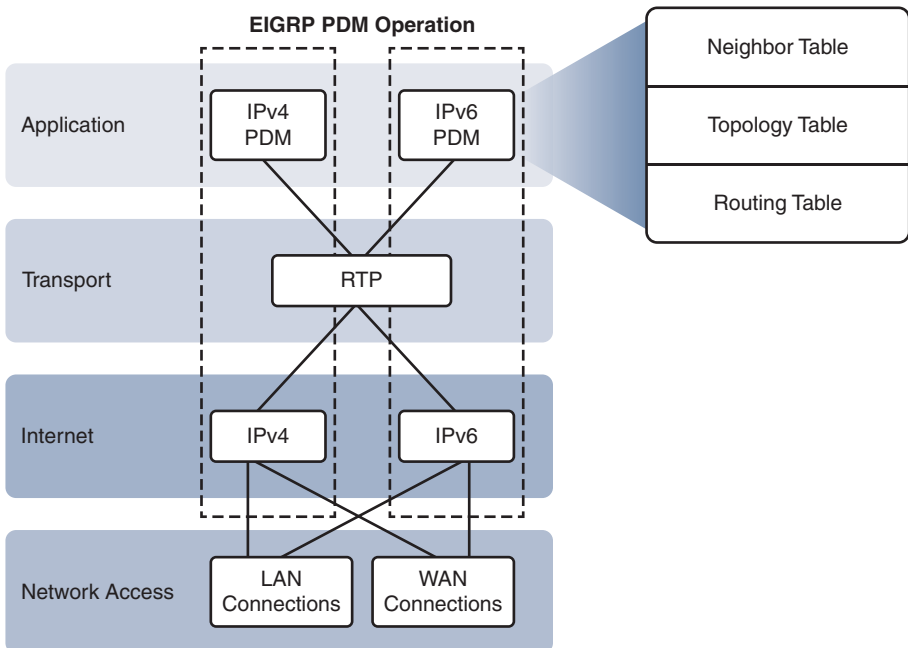 EIGRP PDM Operation
Neighbor Table
Topology Table
Routing Table
Application
IPv4
PDM
IPv6
PDM
Transport
RTP
Internet
IPv4
IPv6
Network Access
LAN
Connections
WAN
Connections